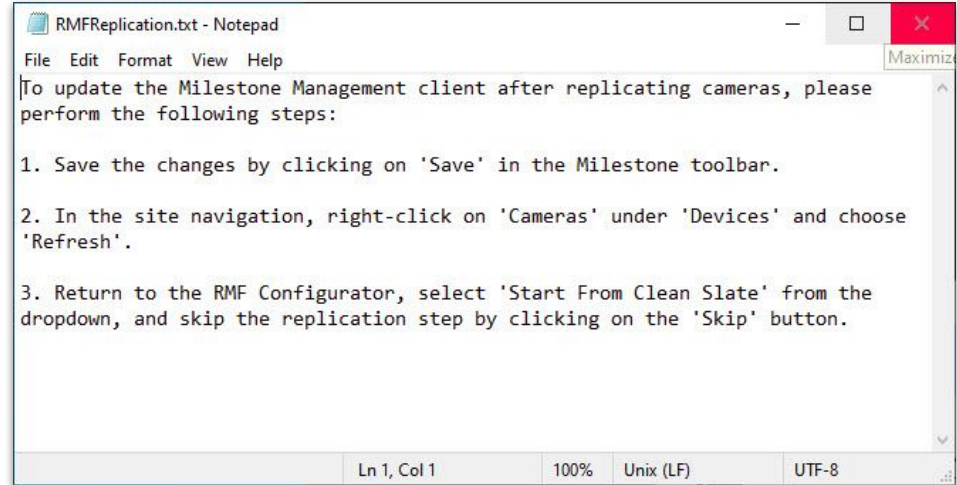 RMFReplication.txt - Notepad
File Edit Format View Help
Maximize
To update the Milestone Management client after replicating cameras, please
perform the following steps:
1. Save the changes by clicking on 'Save' in the Milestone toolbar.
2. In the site navigation, right-click on 'Cameras' under 'Devices' and choose
'Refresh'.
3. Return to the RMF Configurator, select 'Start From Clean Slate' from the
dropdown, and skip the replication step by clicking on the 'Skip' button.
Ln 1, Col 1 100% Unix (LF) UTF-8